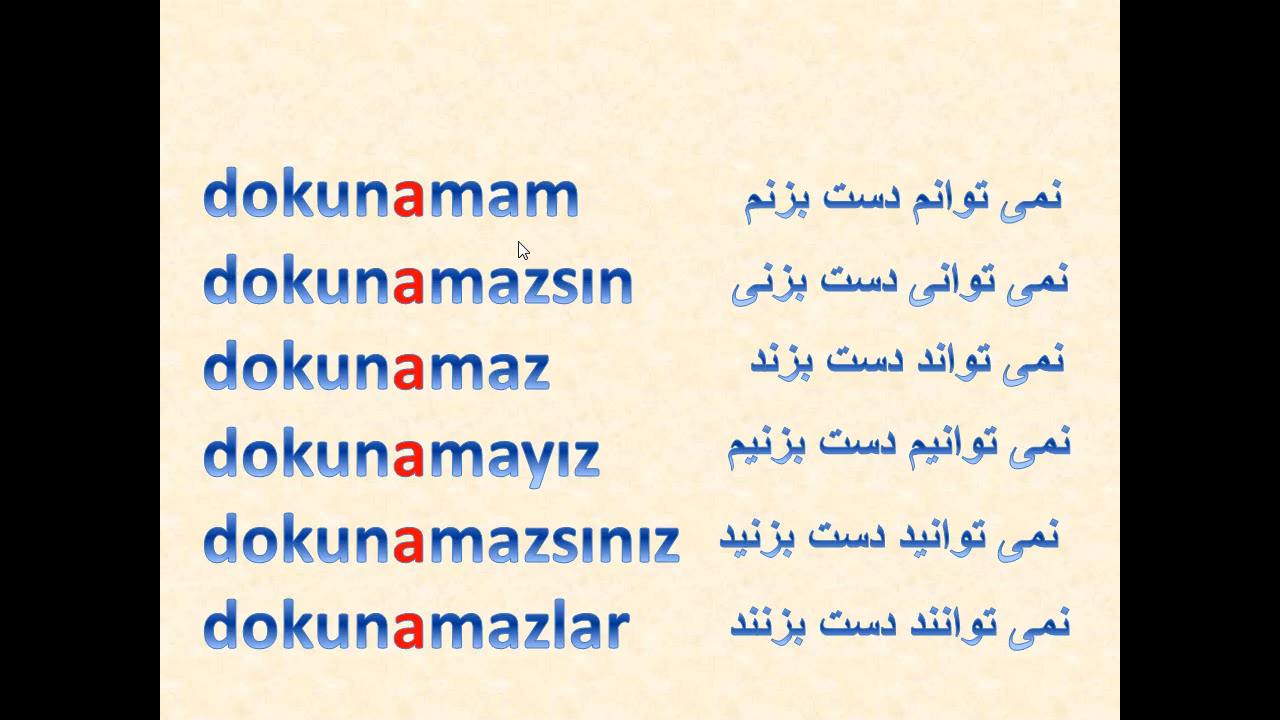 dokunamam نمی توانم دست بزنم
dokunamazsın نمی توانی دست بزنی
dokunamaz نمی تواند دست بزند
dokunamayız نمی توانیم دست بزنیم
dokunamazsınız نمی توانید دست بزنید
dokunamazlar نمی توانند دست بزنند